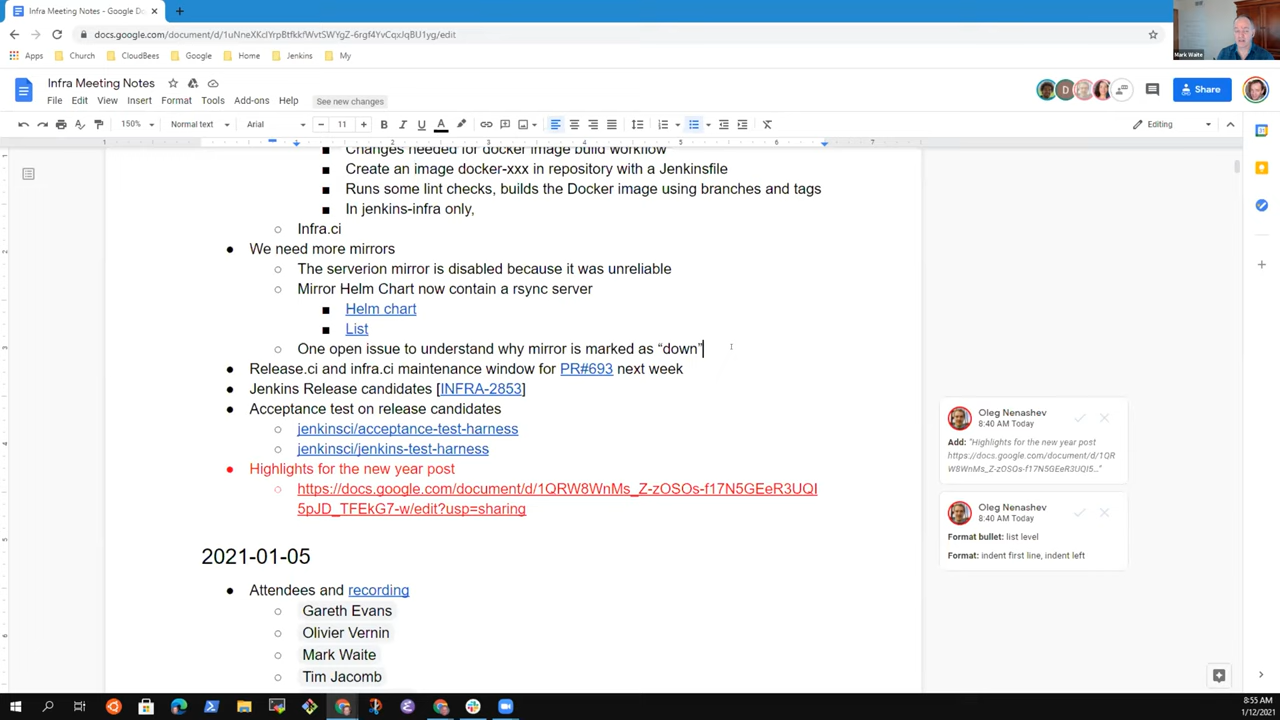 Infra Meeting Notes - Google Do
docs.google.com/document/d/1uNneXKclYrpBtfkkfWvtSWYgZ-6rgf4YvCqxJqBU1yg/edit
Apps Church CloudBees Google Home Jenkins My
Mark Waite
Infra Meeting Notes
File Edit View Insert Format Tools Add-ons Help See new changes
D
Share
150% Normal text Arial 11 Editing
1 2 3 4 5 6 7
Changes needed for docker image build workflow
Create an image docker-xxx in repository with a Jenkinsfile
Runs some lint checks, builds the Docker image using branches and tags
In jenkins-infra only,
Infra.ci
We need more mirrors
The serverion mirror is disabled because it was unreliable
Mirror Helm Chart now contain a rsync server
Helm chart
List
One open issue to understand why mirror is marked as “down”
Release.ci and infra.ci maintenance window for PR#693 next week
Jenkins Release candidates [INFRA-2853]
Acceptance test on release candidates
jenkinsci/acceptance-test-harness
jenkinsci/jenkins-test-harness
Highlights for the new year post
https://docs.google.com/document/d/1QRW8WnMs_Z-zOSOs-f17N5GEeR3UQI
5pJD_TFEkG7-w/edit?usp=sharing
2021-01-05
Attendees and recording
Gareth Evans
Olivier Vernin
Mark Waite
Tim Jacomb
Oleg Nenashev
8:40 AM Today
Add: "Highlights for the new year post
https://docs.google.com/document/d/1QR
W8WnMs_Z-zOSOs-f17N5GEeR3UQI5..."
Oleg Nenashev
8:40 AM Today
Format bullet: list level
Format: indent first line, indent left
8:55 AM
1/12/2021